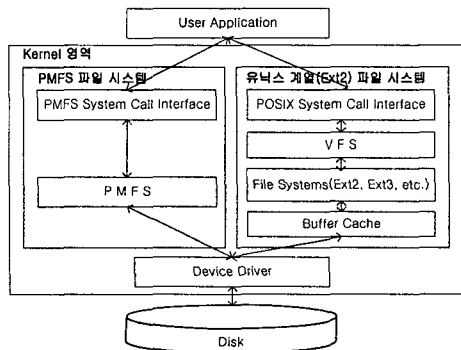 User Application
Kernel 영역
PMFS 파일 시스템
PMFS System Call Interface
P M F S
유닉스 계열(Ext2) 파일 시스템
POSIX System Call Interface
V F S
File Systems(Ext2, Ext3, etc.)
Buffer Cache
Device Driver
Disk